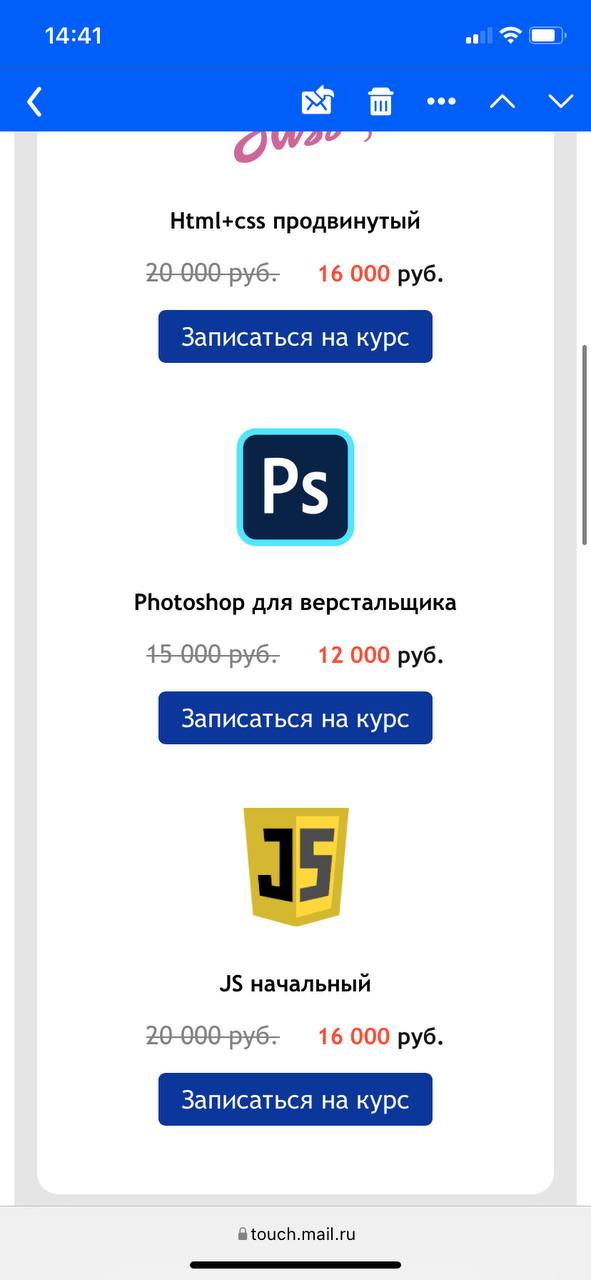 14:41
Html+css продвинутый
20 000 руб. 16 000 руб.
Записаться на курс
Ps
Photoshop для верстальщика
15 000 руб. 12 000 руб.
Записаться на курс
JS
JS начальный
20 000 руб. 16 000 руб.
Записаться на курс
touch.mail.ru